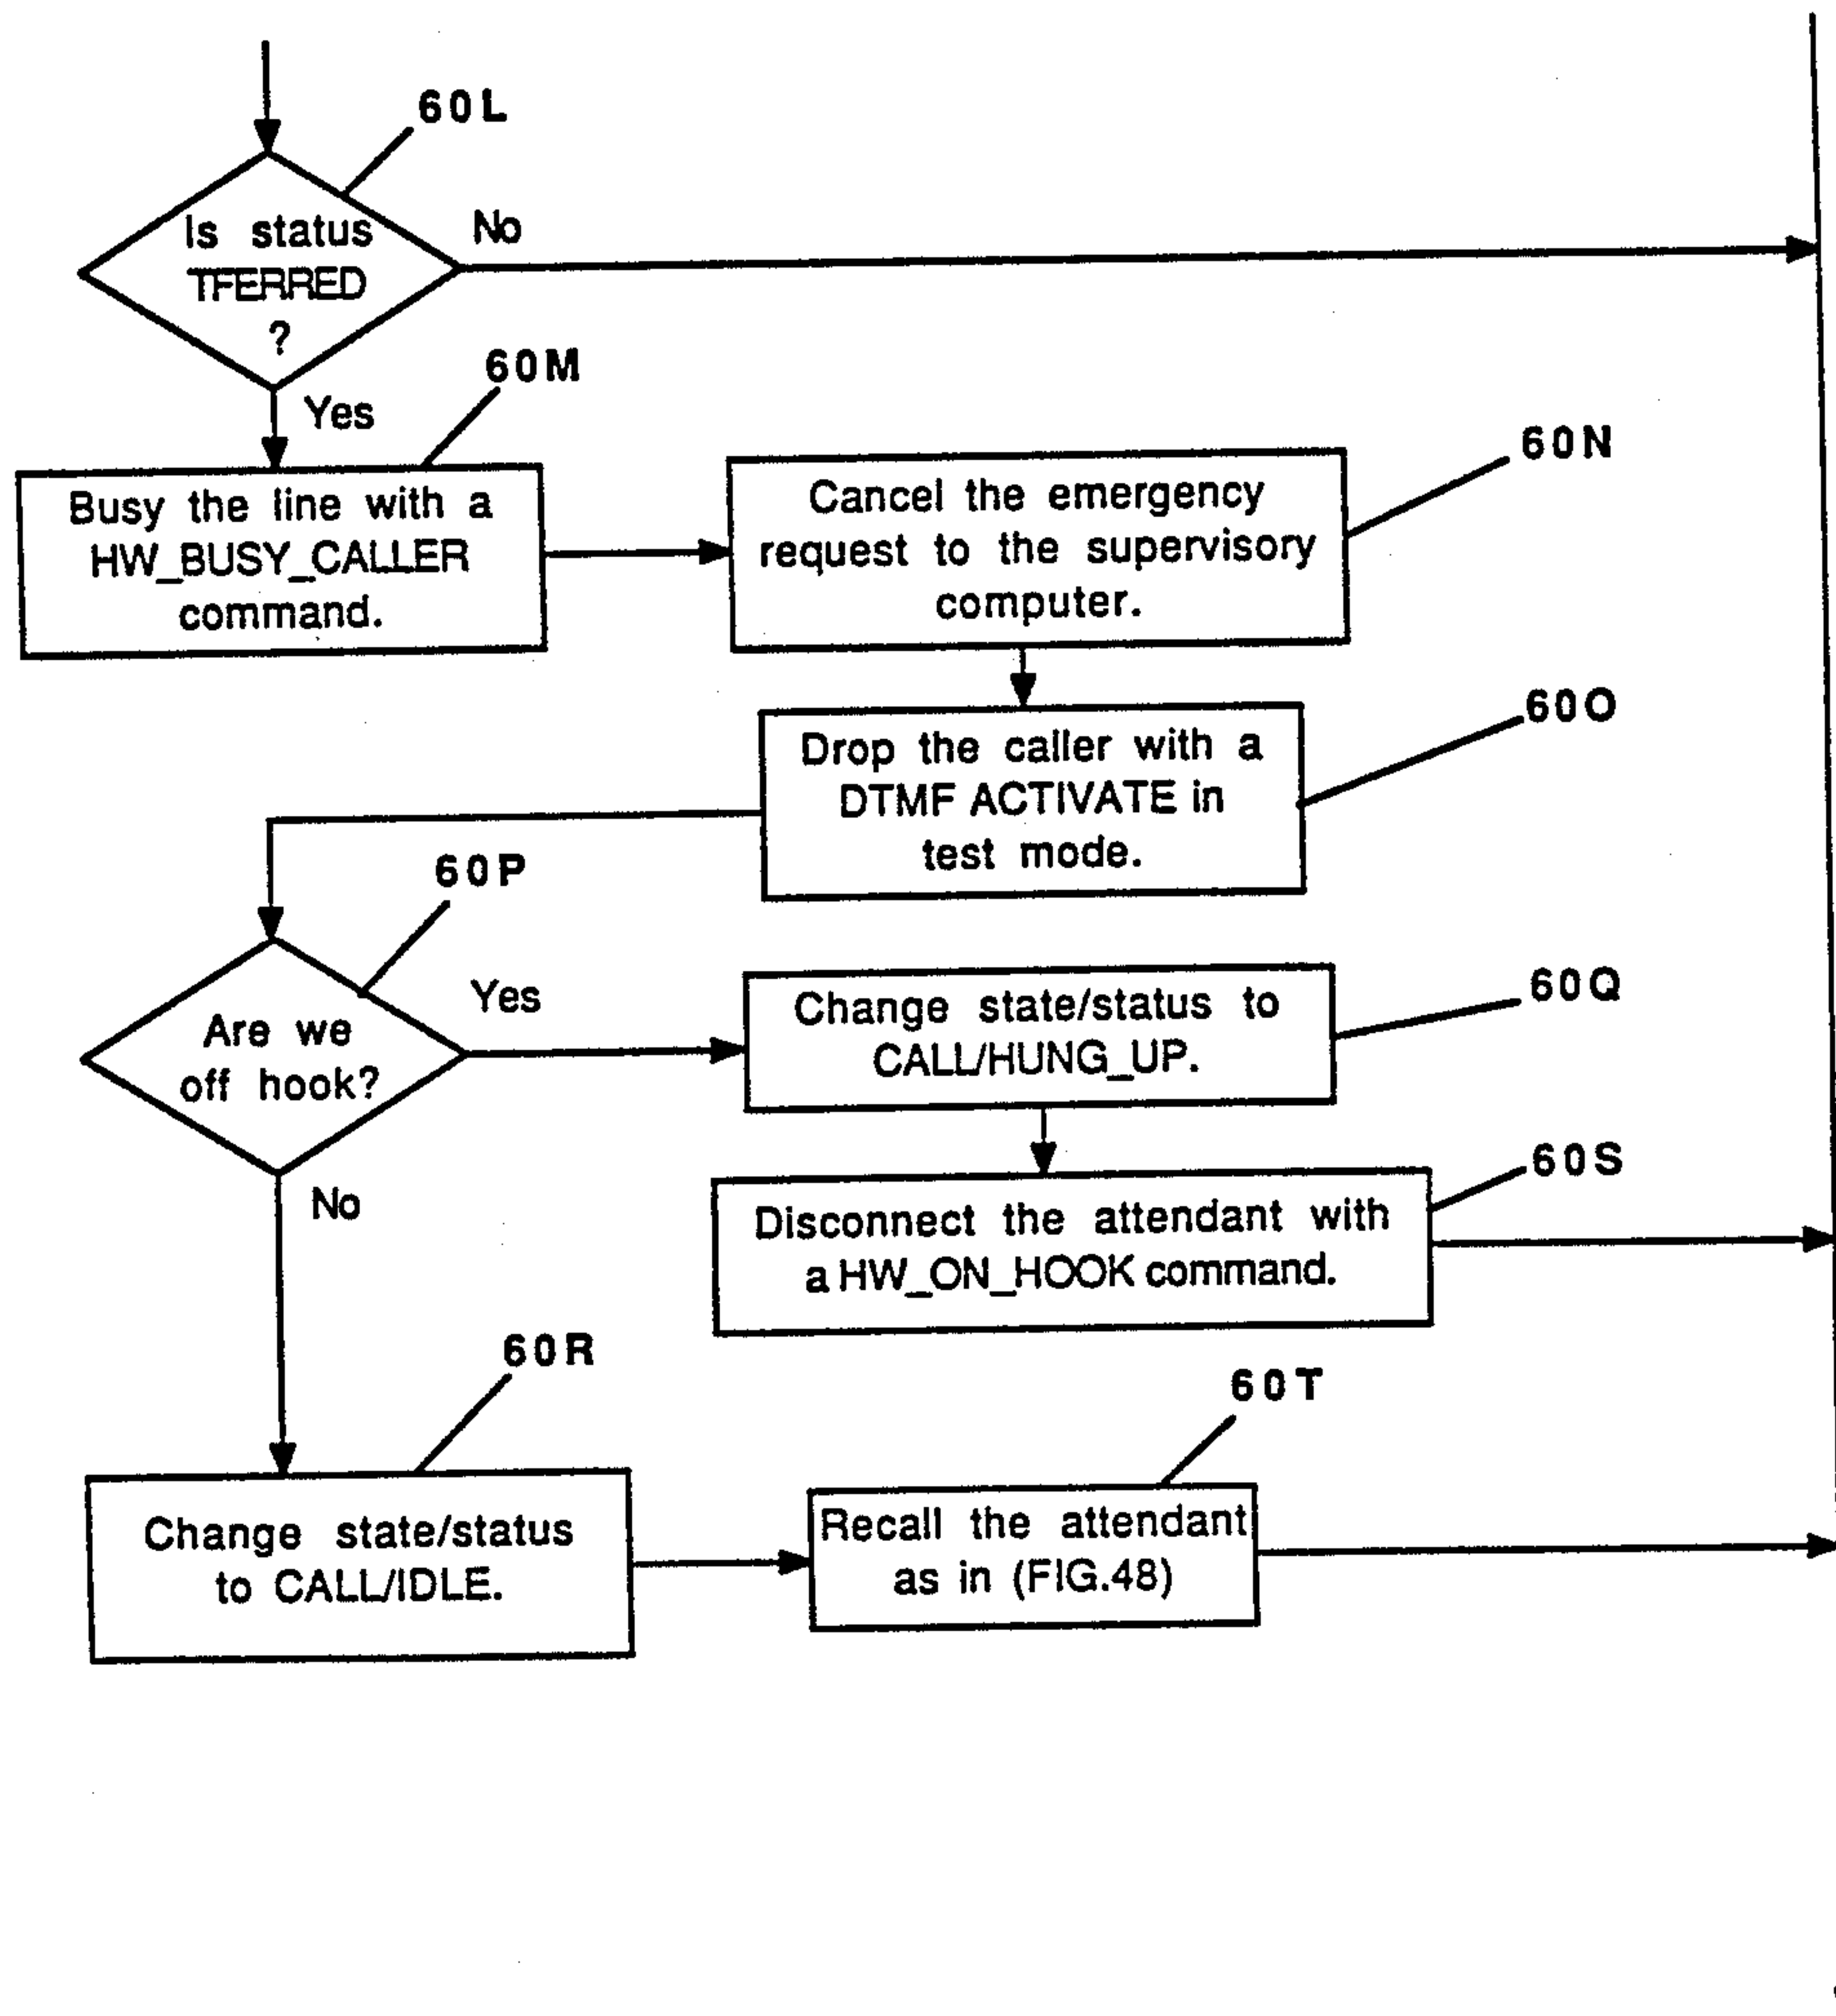 60L
Is status
TFERRED
?
No
Yes
60M
Busy the line with a
HW_BUSY_CALLER
command.
60N
Cancel the emergency
request to the supervisory
computer.
60O
Drop the caller with a
DTMF ACTIVATE in
test mode.
60P
Are we
off hook?
Yes
No
60Q
Change state/status to
CALL/HUNG_UP.
60S
Disconnect the attendant with
a HW_ON_HOOK command.
60R
Change state/status
to CALL/IDLE.
60T
Recall the attendant
as in (FIG.48)